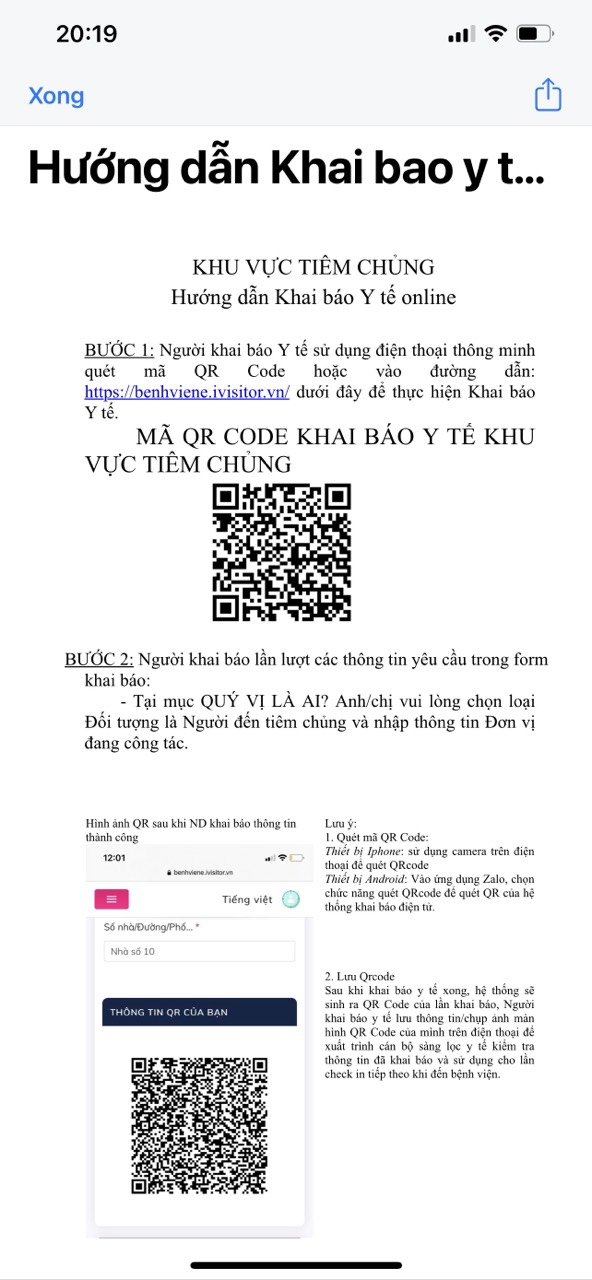 20:19
Xong
Hướng dẫn Khai bao y t...
KHU VỰC TIÊM CHỦNG
Hướng dẫn Khai báo Y tế online
BƯỚC 1: Người khai báo Y tế sử dụng điện thoại thông minh
quét mã QR Code hoặc vào đường dẫn:
https://benhviene.ivisitor.vn/ dưới đây để thực hiện Khai báo
Y tế.
MÃ QR CODE KHAI BÁO Y TẾ KHU
VỰC TIÊM CHỦNG
BƯỚC 2: Người khai báo lần lượt các thông tin yêu cầu trong form
khai báo:
- Tại mục QUÝ VỊ LÀ AI? Anh/chị vui lòng chọn loại
Đối tượng là Người đến tiêm chủng và nhập thông tin Đơn vị
đang công tác.
Hình ảnh QR sau khi ND khai báo thông tin
thành công
12:01
benhviene.ivisitor.vn
Tiếng việt
Số nhà/Đường/Phố... *
Nhà số 10
THÔNG TIN QR CỦA BẠN
Lưu ý:
1. Quét mã QR Code:
Thiết bị Iphone: sử dụng camera trên điện
thoại để quét QRcode
Thiết bị Android: Vào ứng dụng Zalo, chọn
chức năng quét QRcode để quét QR của hệ
thống khai báo điện tử.
2. Lưu Qrcode
Sau khi khai báo y tế xong, hệ thống sẽ
sinh ra QR Code của lần khai báo, Người
khai báo y tế lưu thông tin/chụp ảnh màn
hình QR Code của mình trên điện thoại để
xuất trình cán bộ sàng lọc y tế kiểm tra
thông tin đã khai báo và sử dụng cho lần
check in tiếp theo khi đến bệnh viện.